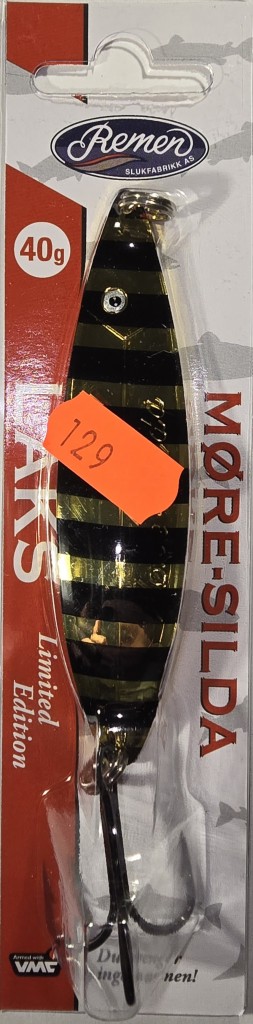 Remen
SLUKFABRIKK AS
40g
LAKS
129
MØRE-SILDA
Limited
Edition
Armed with
VMC